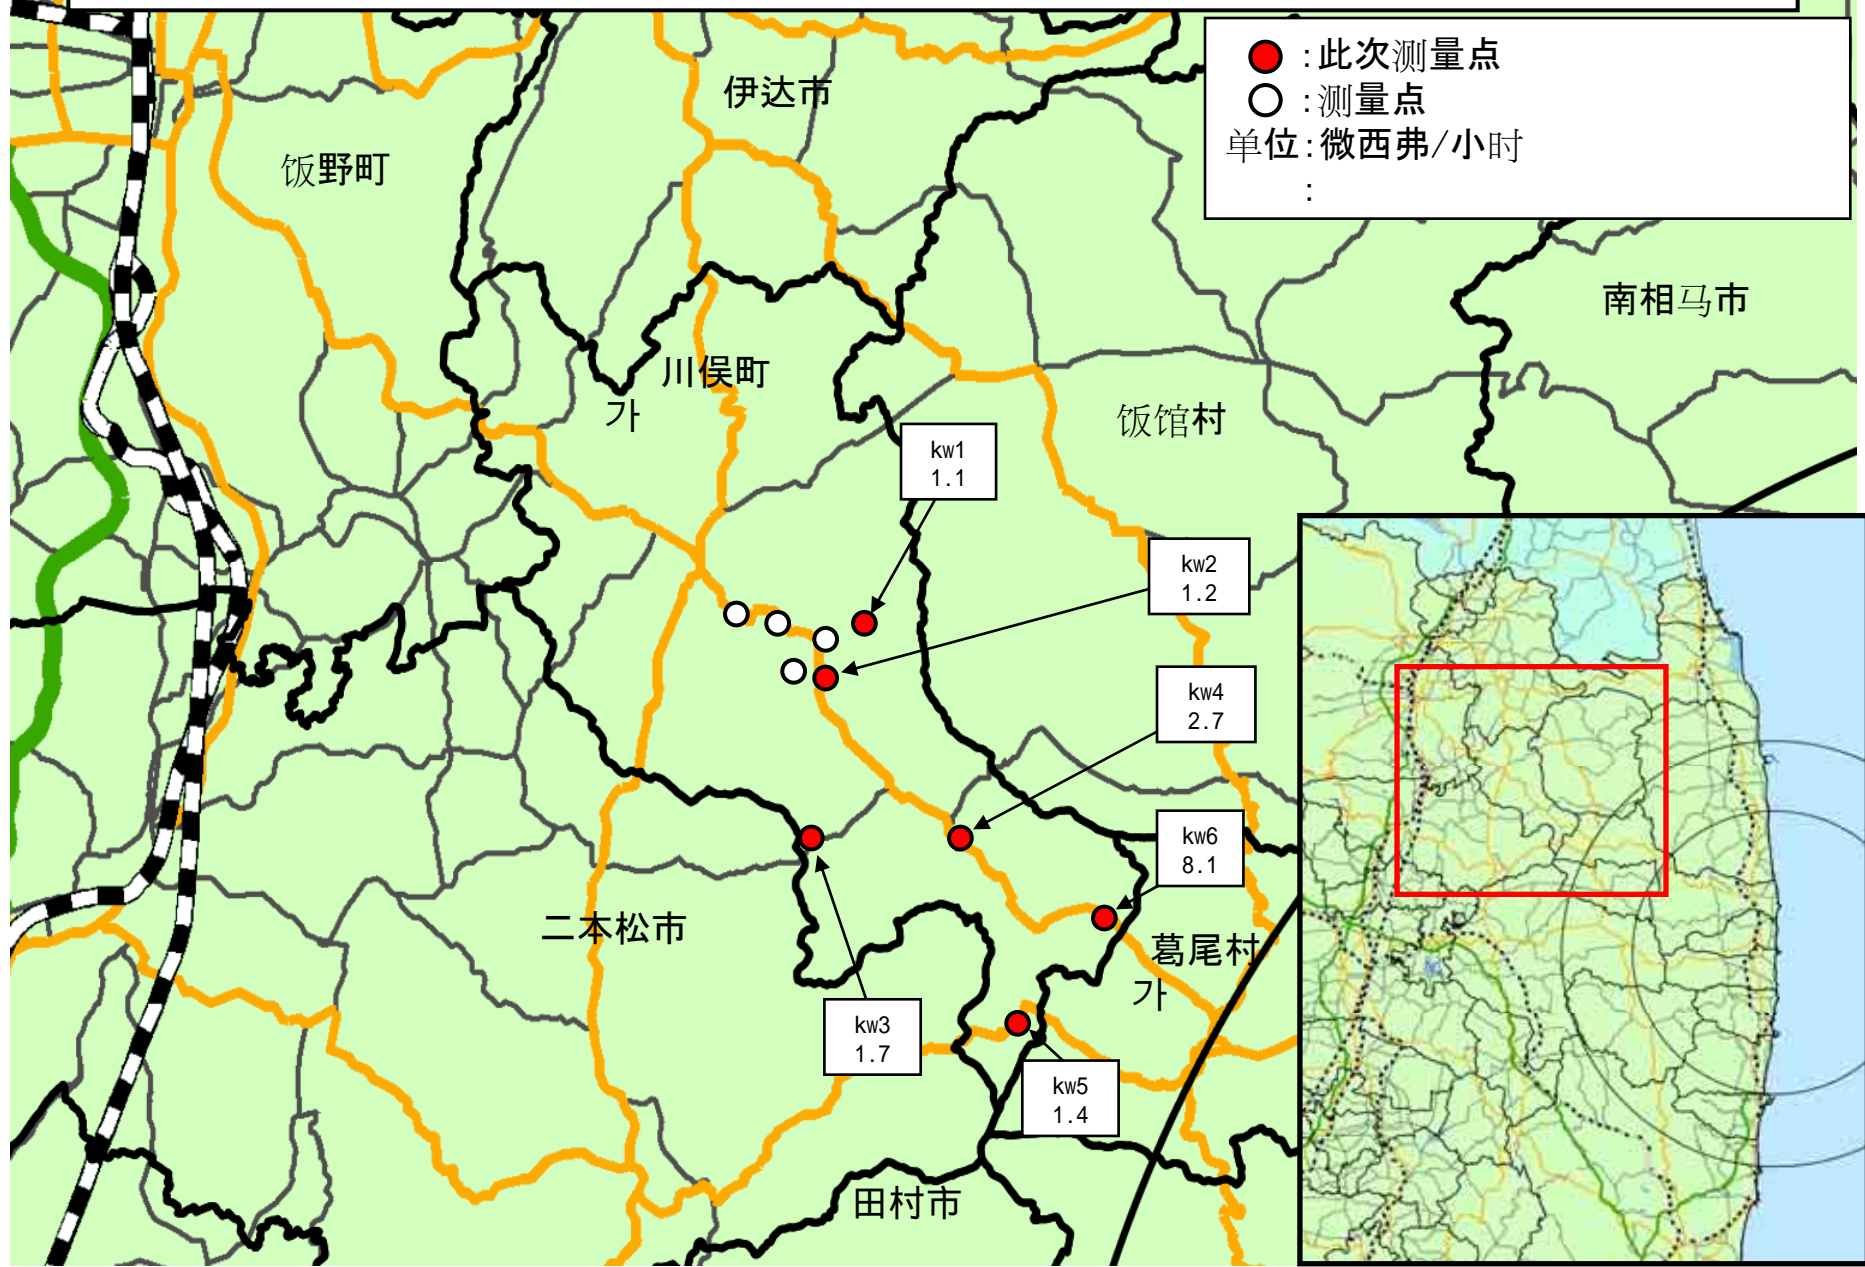 :此次测量点
:测量点
单位:微西弗/小时
:
伊达市
饭野町
南相马市
川俣町
가
饭馆村
kw1
1.1
kw2
1.2
kw4
2.7
kw6
8.1
二本松市
葛尾村
가
kw3
1.7
kw5
1.4
田村市